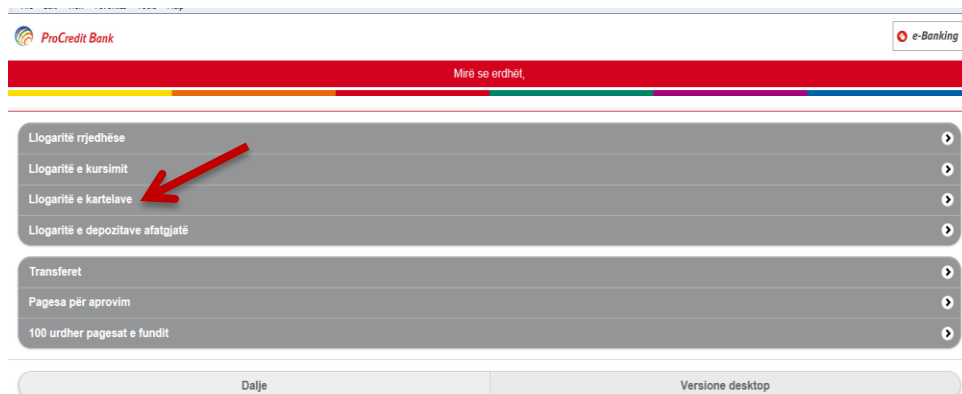 ProCredit Bank
e-Banking
Mirë se erdhët,
Llogaritë rrjedhëse
Llogaritë e kursimit
Llogaritë e kartelave
Llogaritë e depozitave afatgjatë
Transferet
Pagesa për aprovim
100 urdher pagesat e fundit
Dalje
Versione desktop